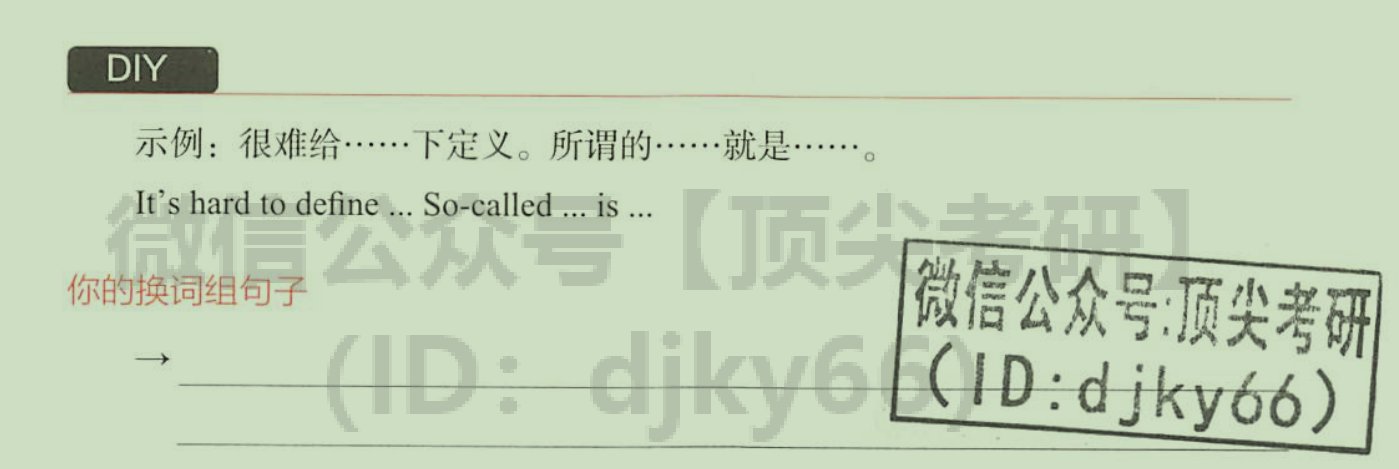 DIY
示例：很难给……下定义。所谓的……就是……。
It's hard to define ... So-called ... is ...
微信公众号【顶尖考研】
你的换词组句子
微信公众号:顶尖考研
→
(ID：djky66)
(ID:djky66)